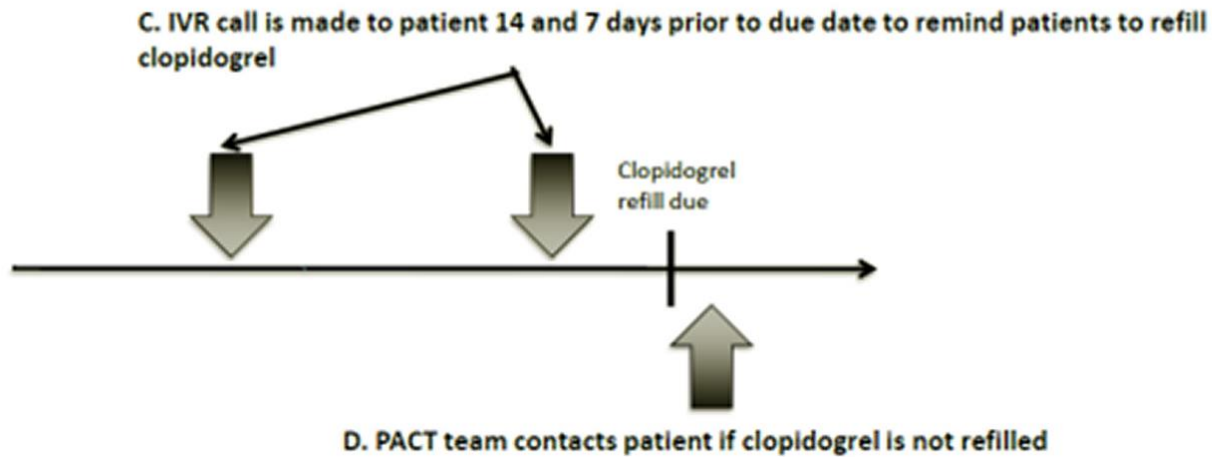 C. IVR call is made to patient 14 and 7 days prior to due date to remind patients to refill
clopidogrel
Clopidogrel
refill due
D. PACT team contacts patient if clopidogrel is not refilled